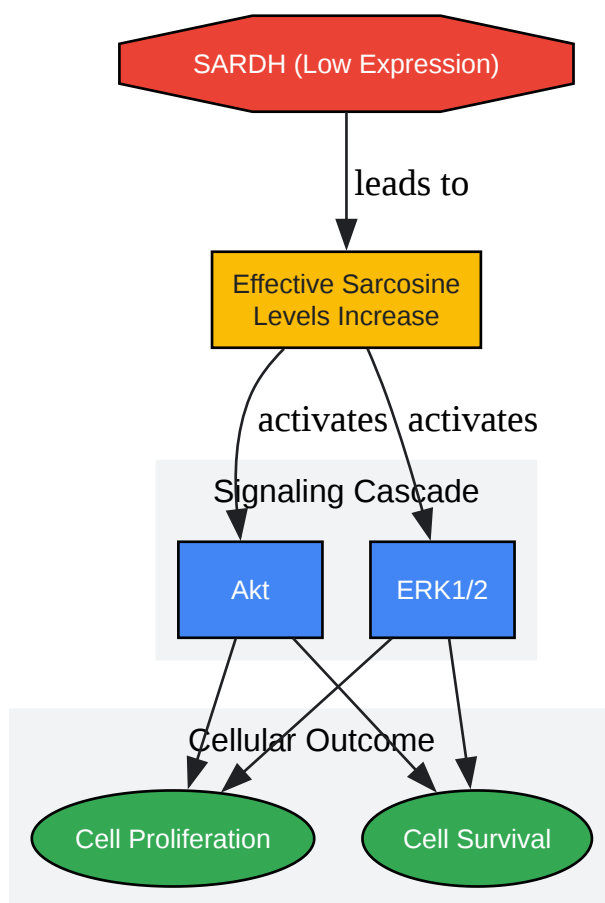 SARDH (Low Expression)
leads to
Effective Sarcosine
Levels Increase
activates
activates
Signaling Cascade
Akt
ERK1/2
Cellular Outcome
Cell Proliferation
Cell Survival